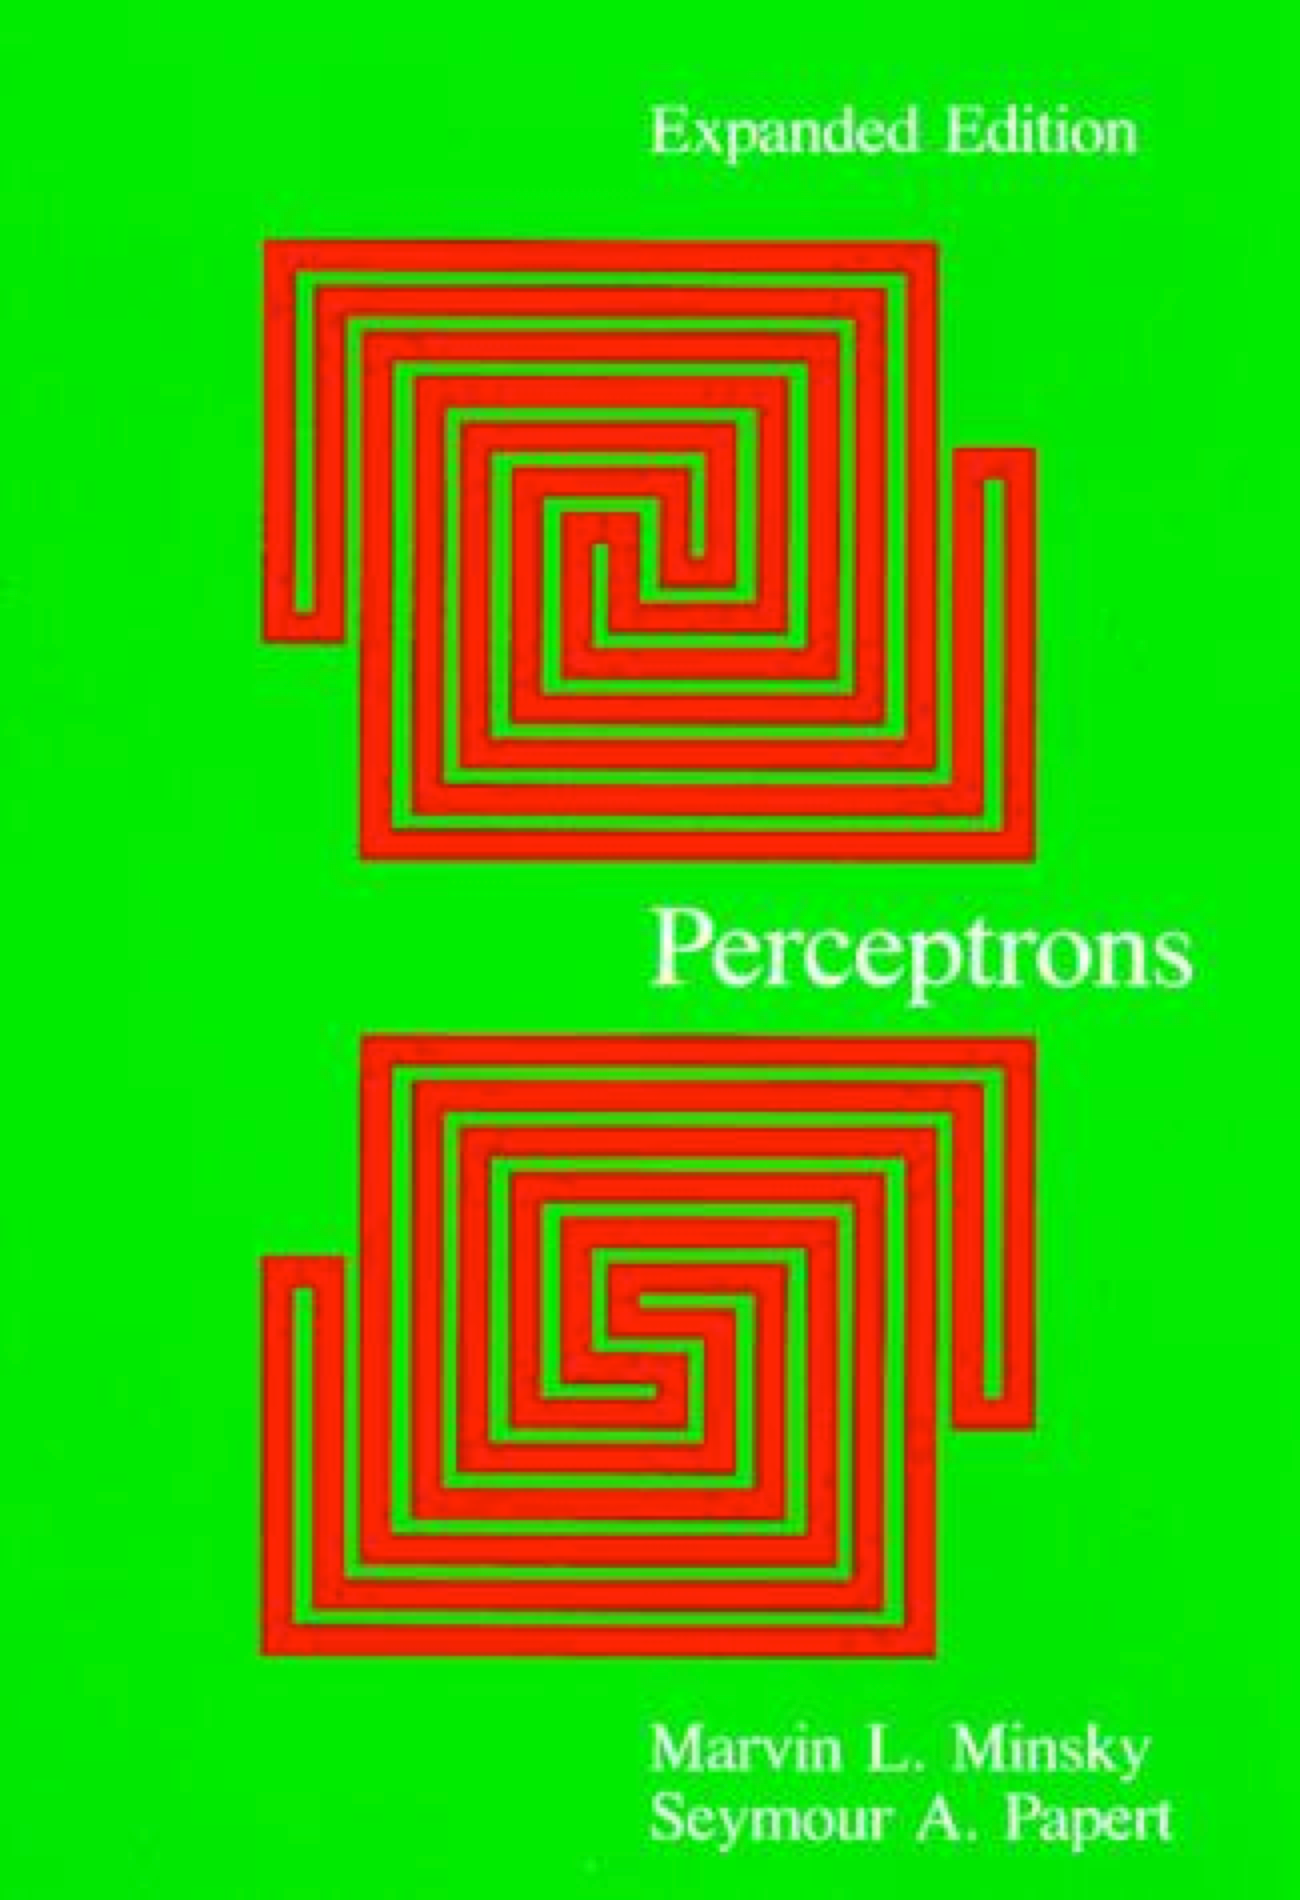 Expanded Edition
Perceptrons
Marvin L. Minsky
Seymour A. Papert